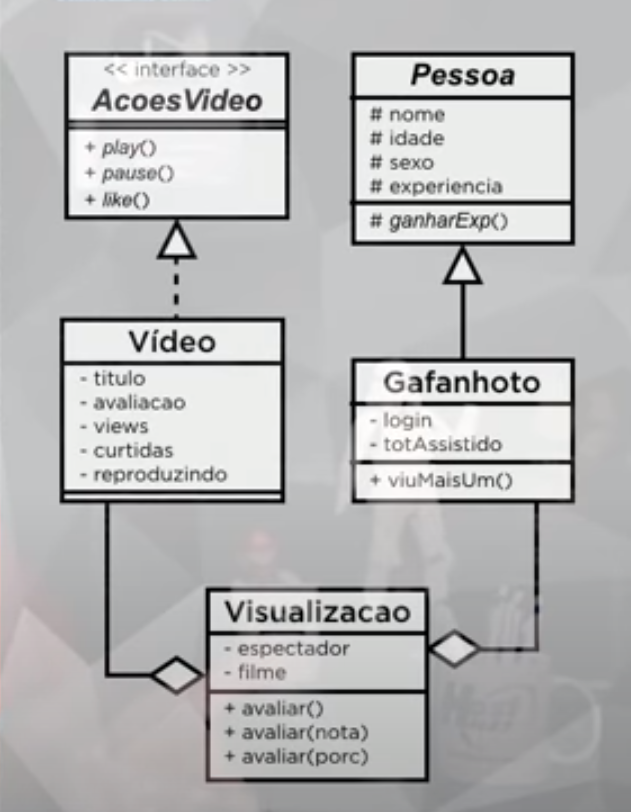 << interface >>
AcoesVideo
+ play()
+ pause()
+ like()
Pessoa
# nome
# idade
# sexo
# experiencia
# ganharExp()
Vídeo
- titulo
- avaliacao
- views
- curtidas
- reproduzindo
Gafanhoto
- login
- totAssistido
+ viuMaisUm()
Visualizacao
- espectador
- filme
+ avaliar()
+ avaliar(nota)
+ avaliar(porc)